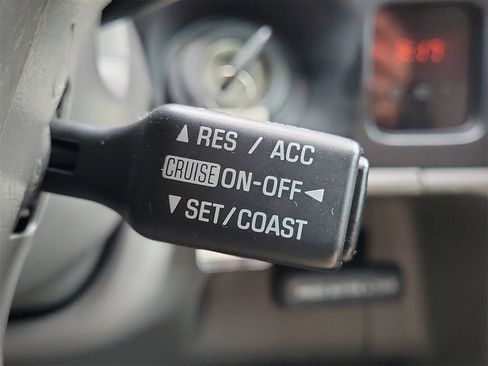 ▲ RES / ACC
CRUISE ON-OFF ◄
▼ SET/COAST